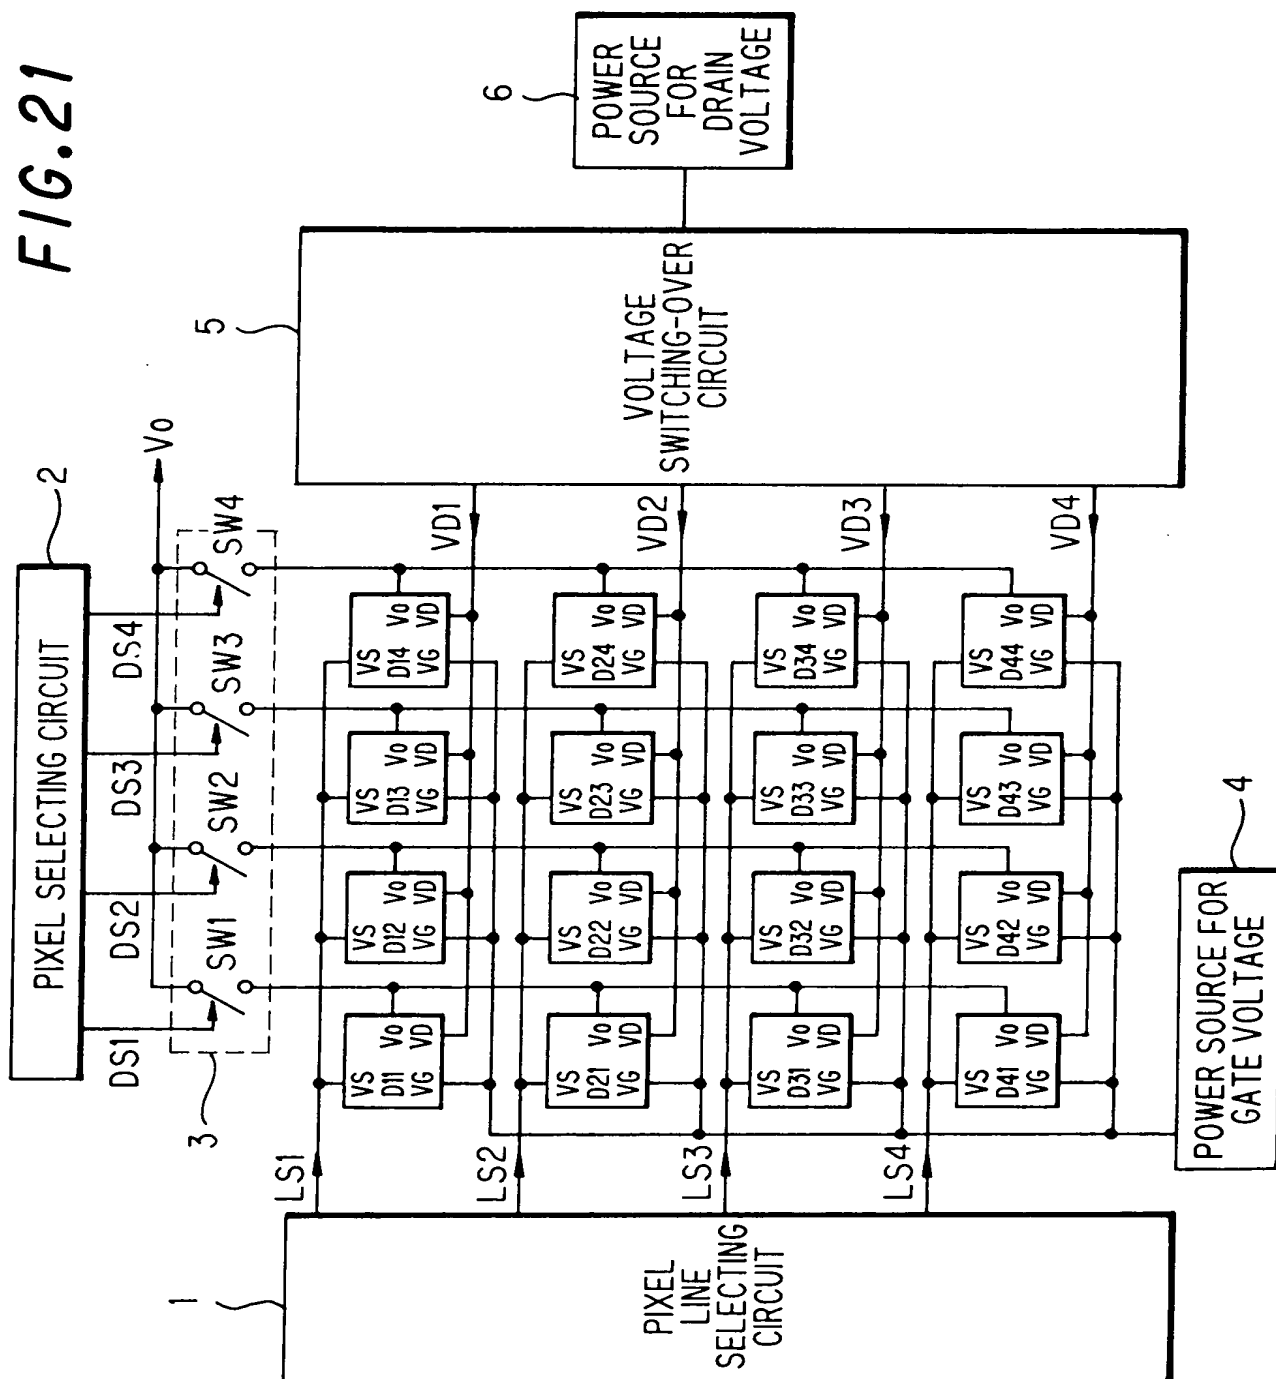 FIG.21
PIXEL SELECTING CIRCUIT
2
DS1
DS2
DS3
DS4
Vo
SW1
SW2
SW3
SW4
3
5
6
POWER
SOURCE
FOR
DRAIN
VOLTAGE
VOLTAGE
SWITCHING-OVER
CIRCUIT
1
PIXEL
LINE
SELECTING
CIRCUIT
LS1
VS
D11
VG
Vo
VD
VS
D12
VG
Vo
VD
VS
D13
VG
Vo
VD
VS
D14
VG
Vo
VD
VD1
LS2
VS
D21
VG
Vo
VD
VS
D22
VG
Vo
VD
VS
D23
VG
Vo
VD
VS
D24
VG
Vo
VD
VD2
LS3
VS
D31
VG
Vo
VD
VS
D32
VG
Vo
VD
VS
D33
VG
Vo
VD
VS
D34
VG
Vo
VD
VD3
LS4
VS
D41
VG
Vo
VD
VS
D42
VG
Vo
VD
VS
D43
VG
Vo
VD
VS
D44
VG
Vo
VD
VD4
4
POWER SOURCE FOR
GATE VOLTAGE